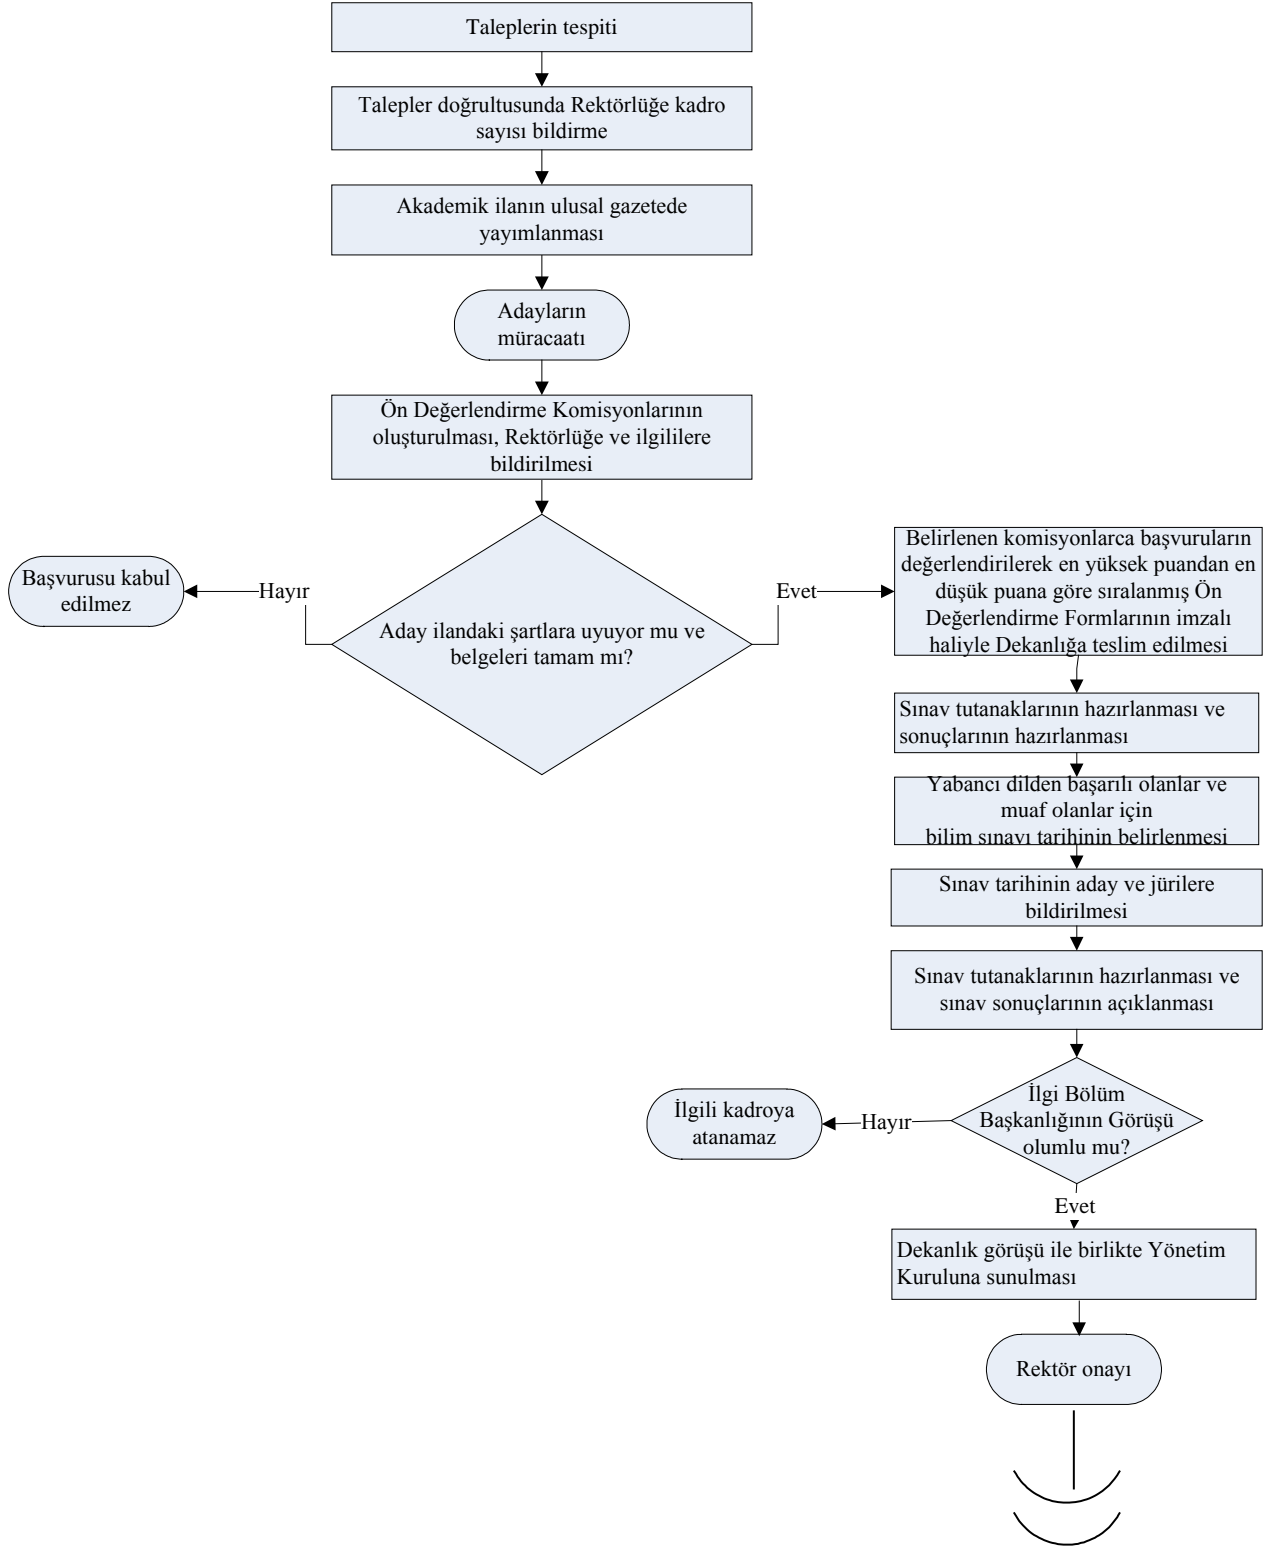 Taleplerin tespiti
Talepler doğrultusunda Rektörlüğe kadro
sayısı bildirme
Akademik ilanın ulusal gazetede
yayımlanması
Adayların
müracaatı
Ön Değerlendirme Komisyonlarının
oluşturulması, Rektörlüğe ve ilgililere
bildirilmesi
Aday ilandaki şartlara uyuyor mu ve
belgeleri tamam mı?
Hayır
Başvurusu kabul
edilmez
Evet
Belirlenen komisyonlarca başvuruların
değerlendirilerek en yüksek puandan en
düşük puana göre sıralanmış Ön
Değerlendirme Formlarının imzalı
haliyle Dekanlığa teslim edilmesi
Sınav tutanaklarının hazırlanması ve
sonuçlarının hazırlanması
Yabancı dilden başarılı olanlar ve
muaf olanlar için
bilim sınavı tarihinin belirlenmesi
Sınav tarihinin aday ve jürilere
bildirilmesi
Sınav tutanaklarının hazırlanması ve
sınav sonuçlarının açıklanması
İlgi Bölüm
Başkanlığının Görüşü
olumlu mu?
Hayır
İlgili kadroya
atanamaz
Evet
Dekanlık görüşü ile birlikte Yönetim
Kuruluna sunulması
Rektör onayı